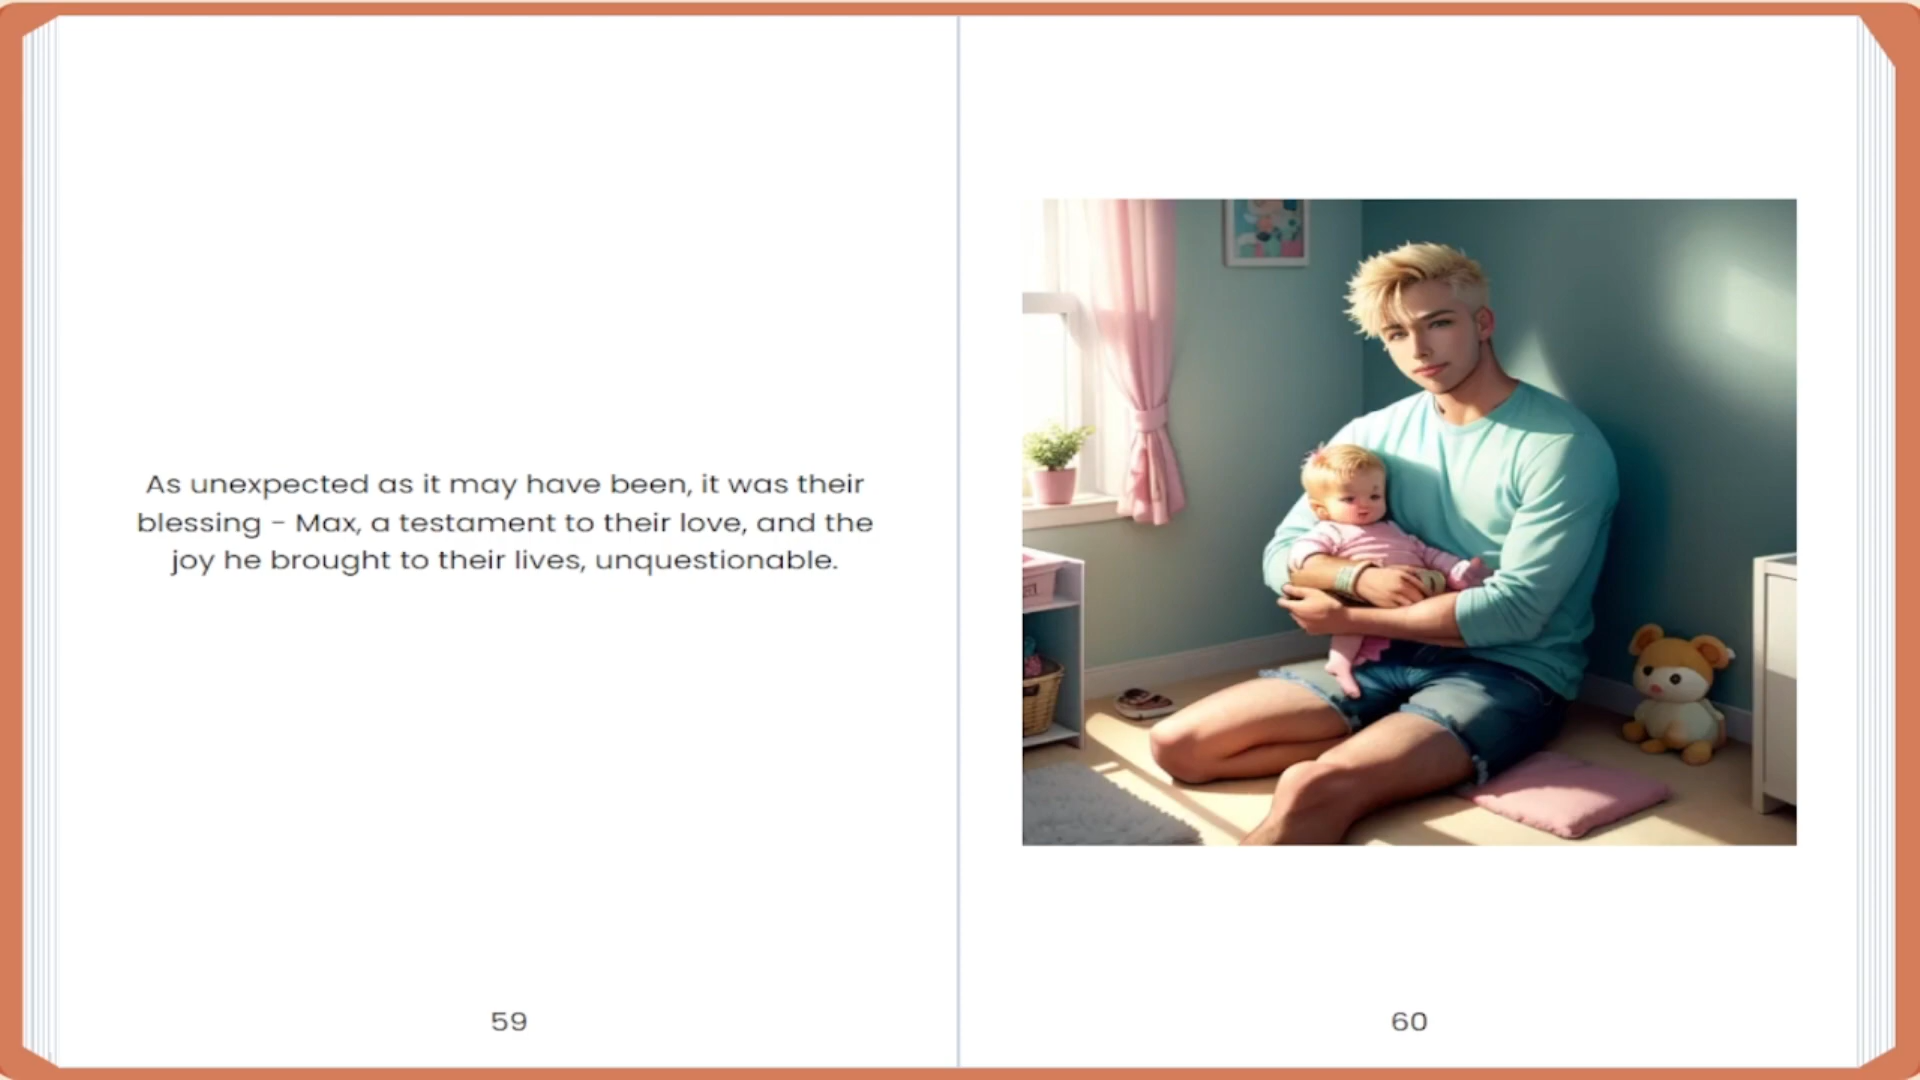 As unexpected as it may have been, it was their
blessing - Max, a testament to their love, and the
joy he brought to their lives, unquestionable.
59
60